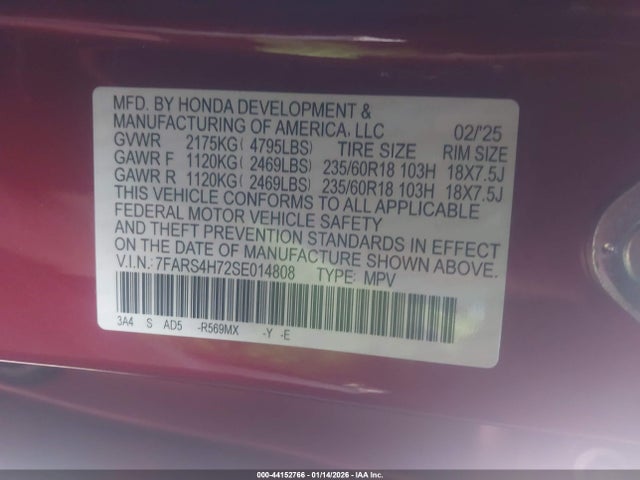 MFD. BY HONDA DEVELOPMENT &
MANUFACTURING OF AMERICA, LLC 02/'25
GVWR 2175KG( 4795LBS) TIRE SIZE RIM SIZE
GAWR F 1120KG( 2469LBS) 235/60R18 103H 18X7.5J
GAWR R 1120KG( 2469LBS) 235/60R18 103H 18X7.5J
THIS VEHICLE CONFORMS TO ALL APPLICABLE
FEDERAL MOTOR VEHICLE SAFETY
AND THEFT PREVENTION STANDARDS IN EFFECT
ON THE DATE OF MANUFACTURE SHOWN ABOVE.
V.I.N.: 7FARS4H72SE014808 TYPE: MPV
3A4 S AD5 -R569MX -Y -E
000-44152766 - 01/14/2026 - IAA Inc.